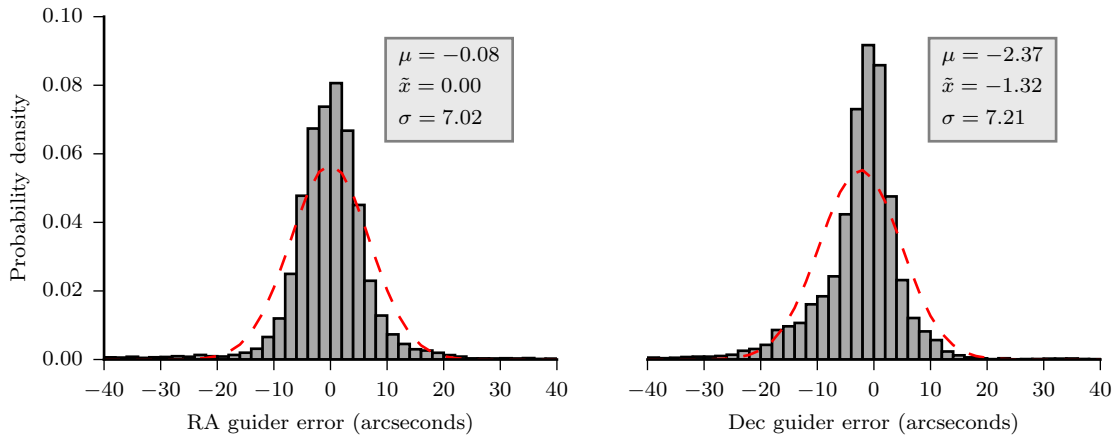 0.10
0.08
0.06
0.04
0.02
0.00
Probability density
μ = −0.08
x̃ = 0.00
σ = 7.02
−40 −30 −20 −10 0 10 20 30 40
RA guider error (arcseconds)
μ = −2.37
x̃ = −1.32
σ = 7.21
−40 −30 −20 −10 0 10 20 30 40
Dec guider error (arcseconds)